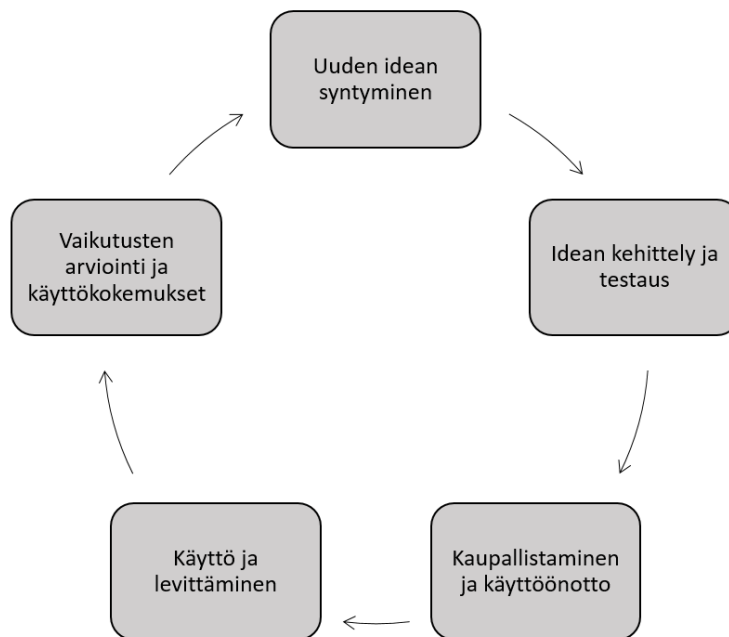 Uuden idean
syntyminen
Idean kehittely ja
testaus
Kaupallistaminen
ja käyttöönotto
Käyttö ja
levittäminen
Vaikutusten
arviointi ja
käyttökokemukset